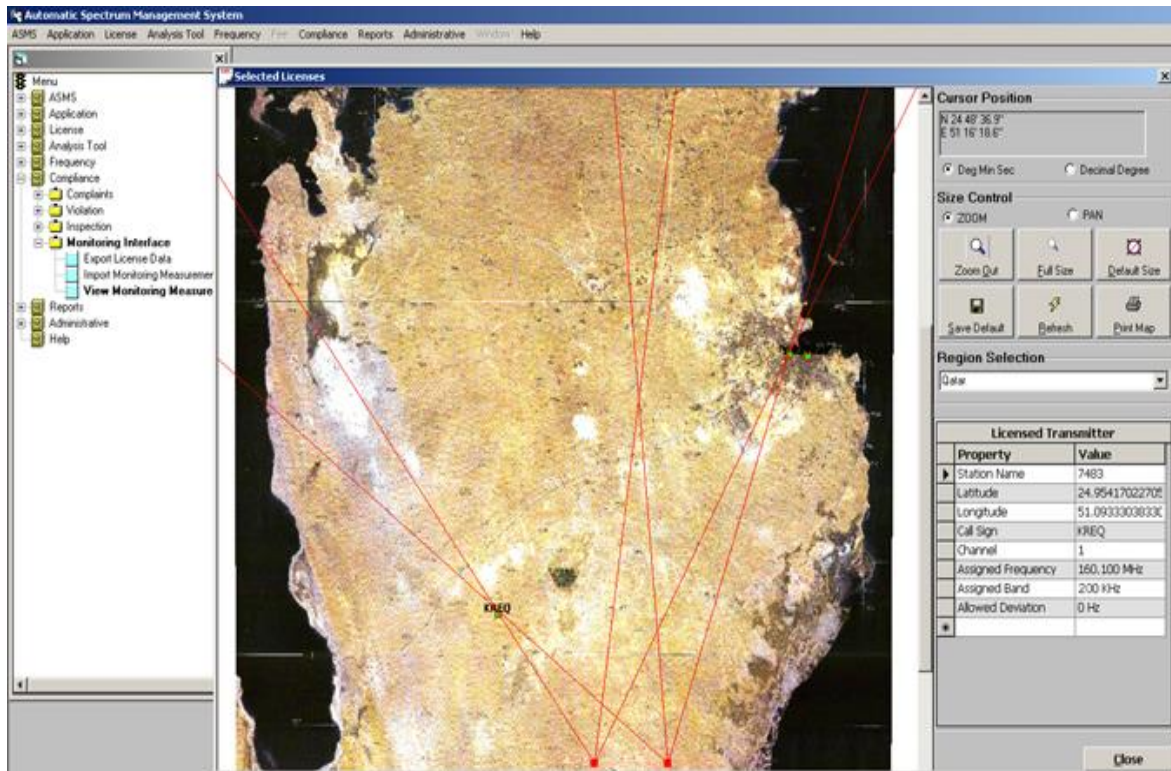 Automatic Spectrum Management System
ASMS Application License Analysis Tool Frequency Fee Compliance Reports Administrative Window Help
Menu
ASMS
Application
License
Analysis Tool
Frequency
Compliance
Complaints
Violation
Inspection
Monitoring Interface
Export License Data
Import Monitoring Measuremer
View Monitoring Measure
Reports
Administrative
Help
Selected Licenses
KREQ
Cursor Position
N 24 48' 36.9"
E 51 16' 18.6"
Deg Min Sec Decimal Degree
Size Control
ZOOM PAN
Zoom Out Full Size Default Size
Save Default Refresh Print Map
Region Selection
Qatar
Licensed Transmitter
Property Value
Station Name 7483
Latitude 24.95417022705
Longitude 51.0933303833
Call Sign KREQ
Channel 1
Assigned Frequency 160.100 MHz
Assigned Band 200 KHz
Allowed Deviation 0 Hz
Close